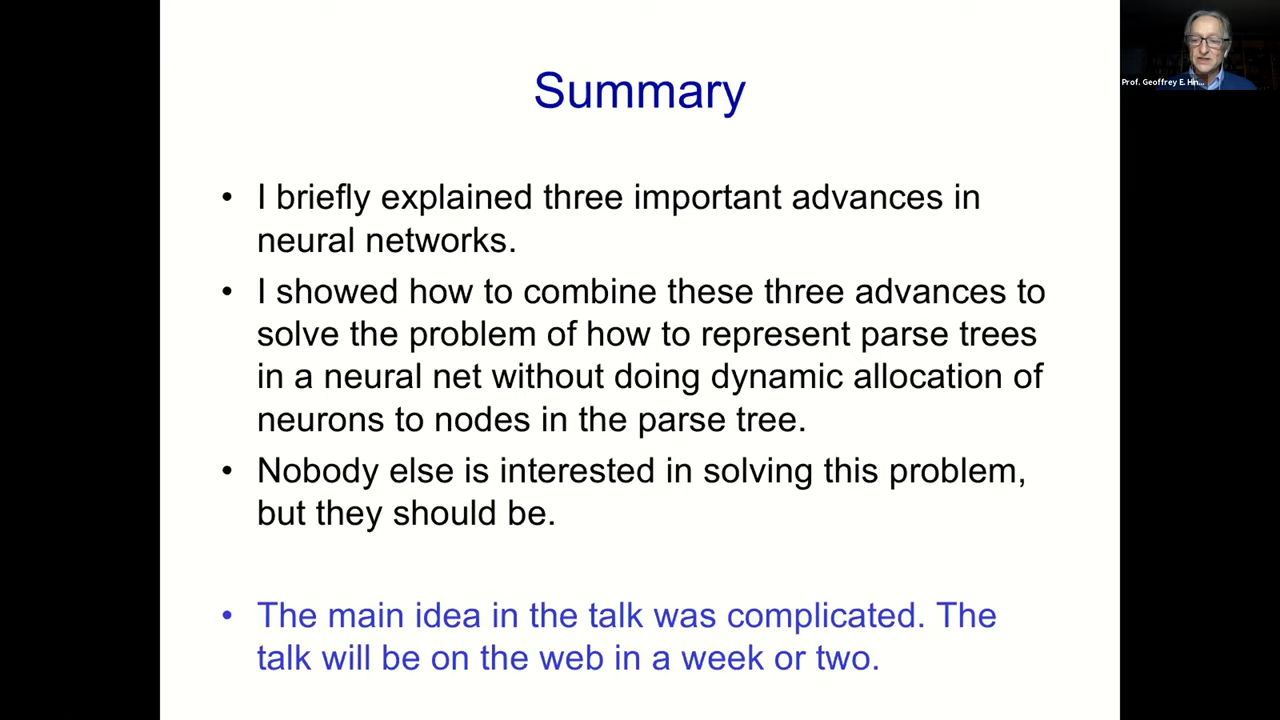 Summary
Prof. Geoffrey E. Hin...
• I briefly explained three important advances in
neural networks.
• I showed how to combine these three advances to
solve the problem of how to represent parse trees
in a neural net without doing dynamic allocation of
neurons to nodes in the parse tree.
• Nobody else is interested in solving this problem,
but they should be.
• The main idea in the talk was complicated. The
talk will be on the web in a week or two.